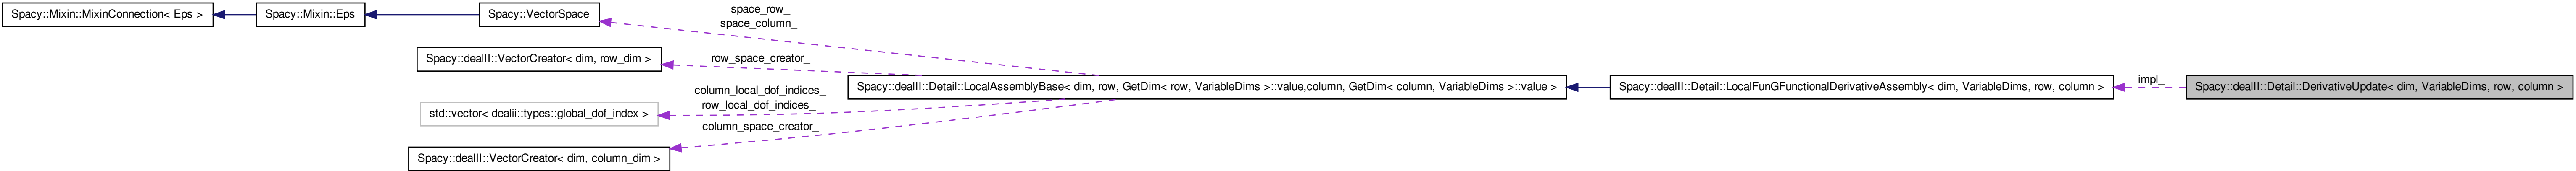 Spacy::Mixin::MixinConnection< Eps >
Spacy::Mixin::Eps
Spacy::VectorSpace
space_row_
space_column_
Spacy::dealII::VectorCreator< dim, row_dim >
row_space_creator_
Spacy::dealII::Detail::LocalAssemblyBase< dim, row, GetDim< row, VariableDims >::value,column, GetDim< column, VariableDims >::value >
Spacy::dealII::Detail::LocalFunGFunctionalDerivativeAssembly< dim, VariableDims, row, column >
impl_
Spacy::dealII::Detail::DerivativeUpdate< dim, VariableDims, row, column >
column_local_dof_indices_
row_local_dof_indices_
std::vector< dealii::types::global_dof_index >
column_space_creator_
Spacy::dealII::VectorCreator< dim, column_dim >